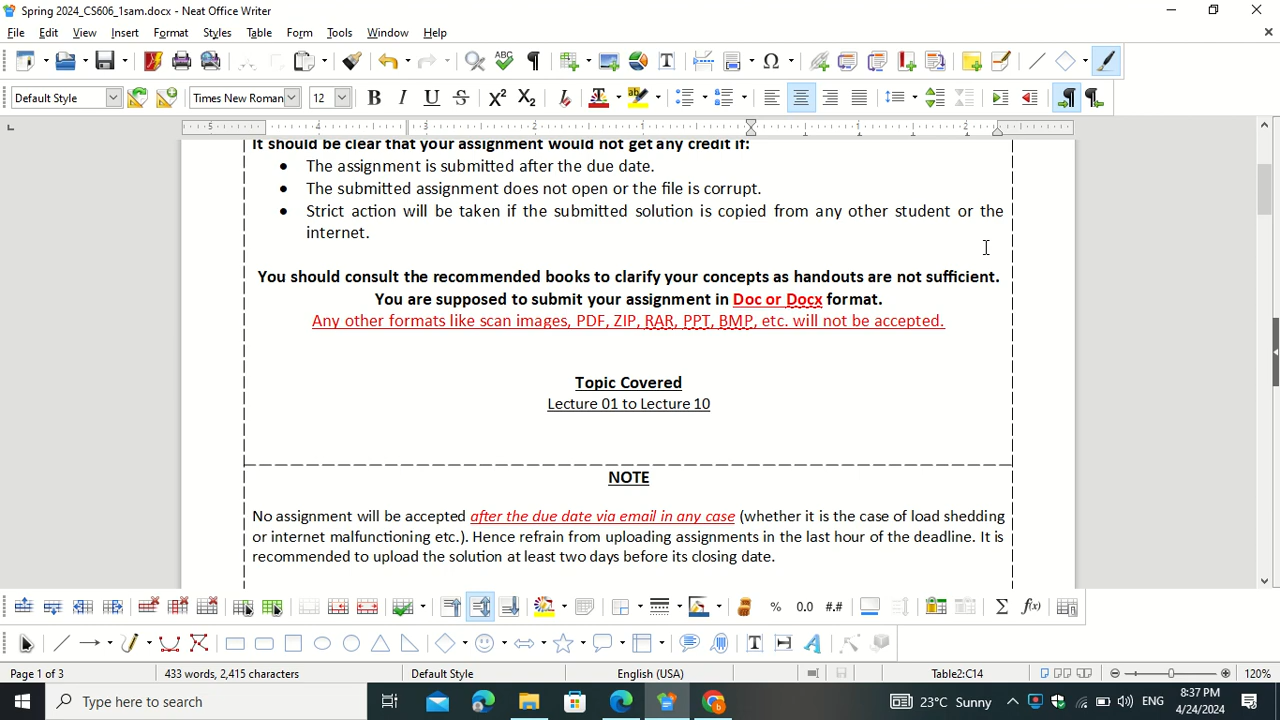 Spring 2024_CS606_1sam.docx - Neat Office Writer
File Edit View Insert Format Styles Table Form Tools Window Help
Default Style Times New Roman 12
5 4 3 2 1 1 2
It should be clear that your assignment would not get any credit if:
• The assignment is submitted after the due date.
• The submitted assignment does not open or the file is corrupt.
• Strict action will be taken if the submitted solution is copied from any other student or the
internet.
You should consult the recommended books to clarify your concepts as handouts are not sufficient.
You are supposed to submit your assignment in Doc or Docx format.
Any other formats like scan images, PDF, ZIP, RAR, PPT, BMP, etc. will not be accepted.
Topic Covered
Lecture 01 to Lecture 10
NOTE
No assignment will be accepted after the due date via email in any case (whether it is the case of load shedding
or internet malfunctioning etc.). Hence refrain from uploading assignments in the last hour of the deadline. It is
recommended to upload the solution at least two days before its closing date.
% 0.0 #.#
Page 1 of 3 433 words, 2,415 characters Default Style English (USA) Table2:C14 120%
Type here to search 23°C Sunny ENG 8:37 PM
4/24/2024